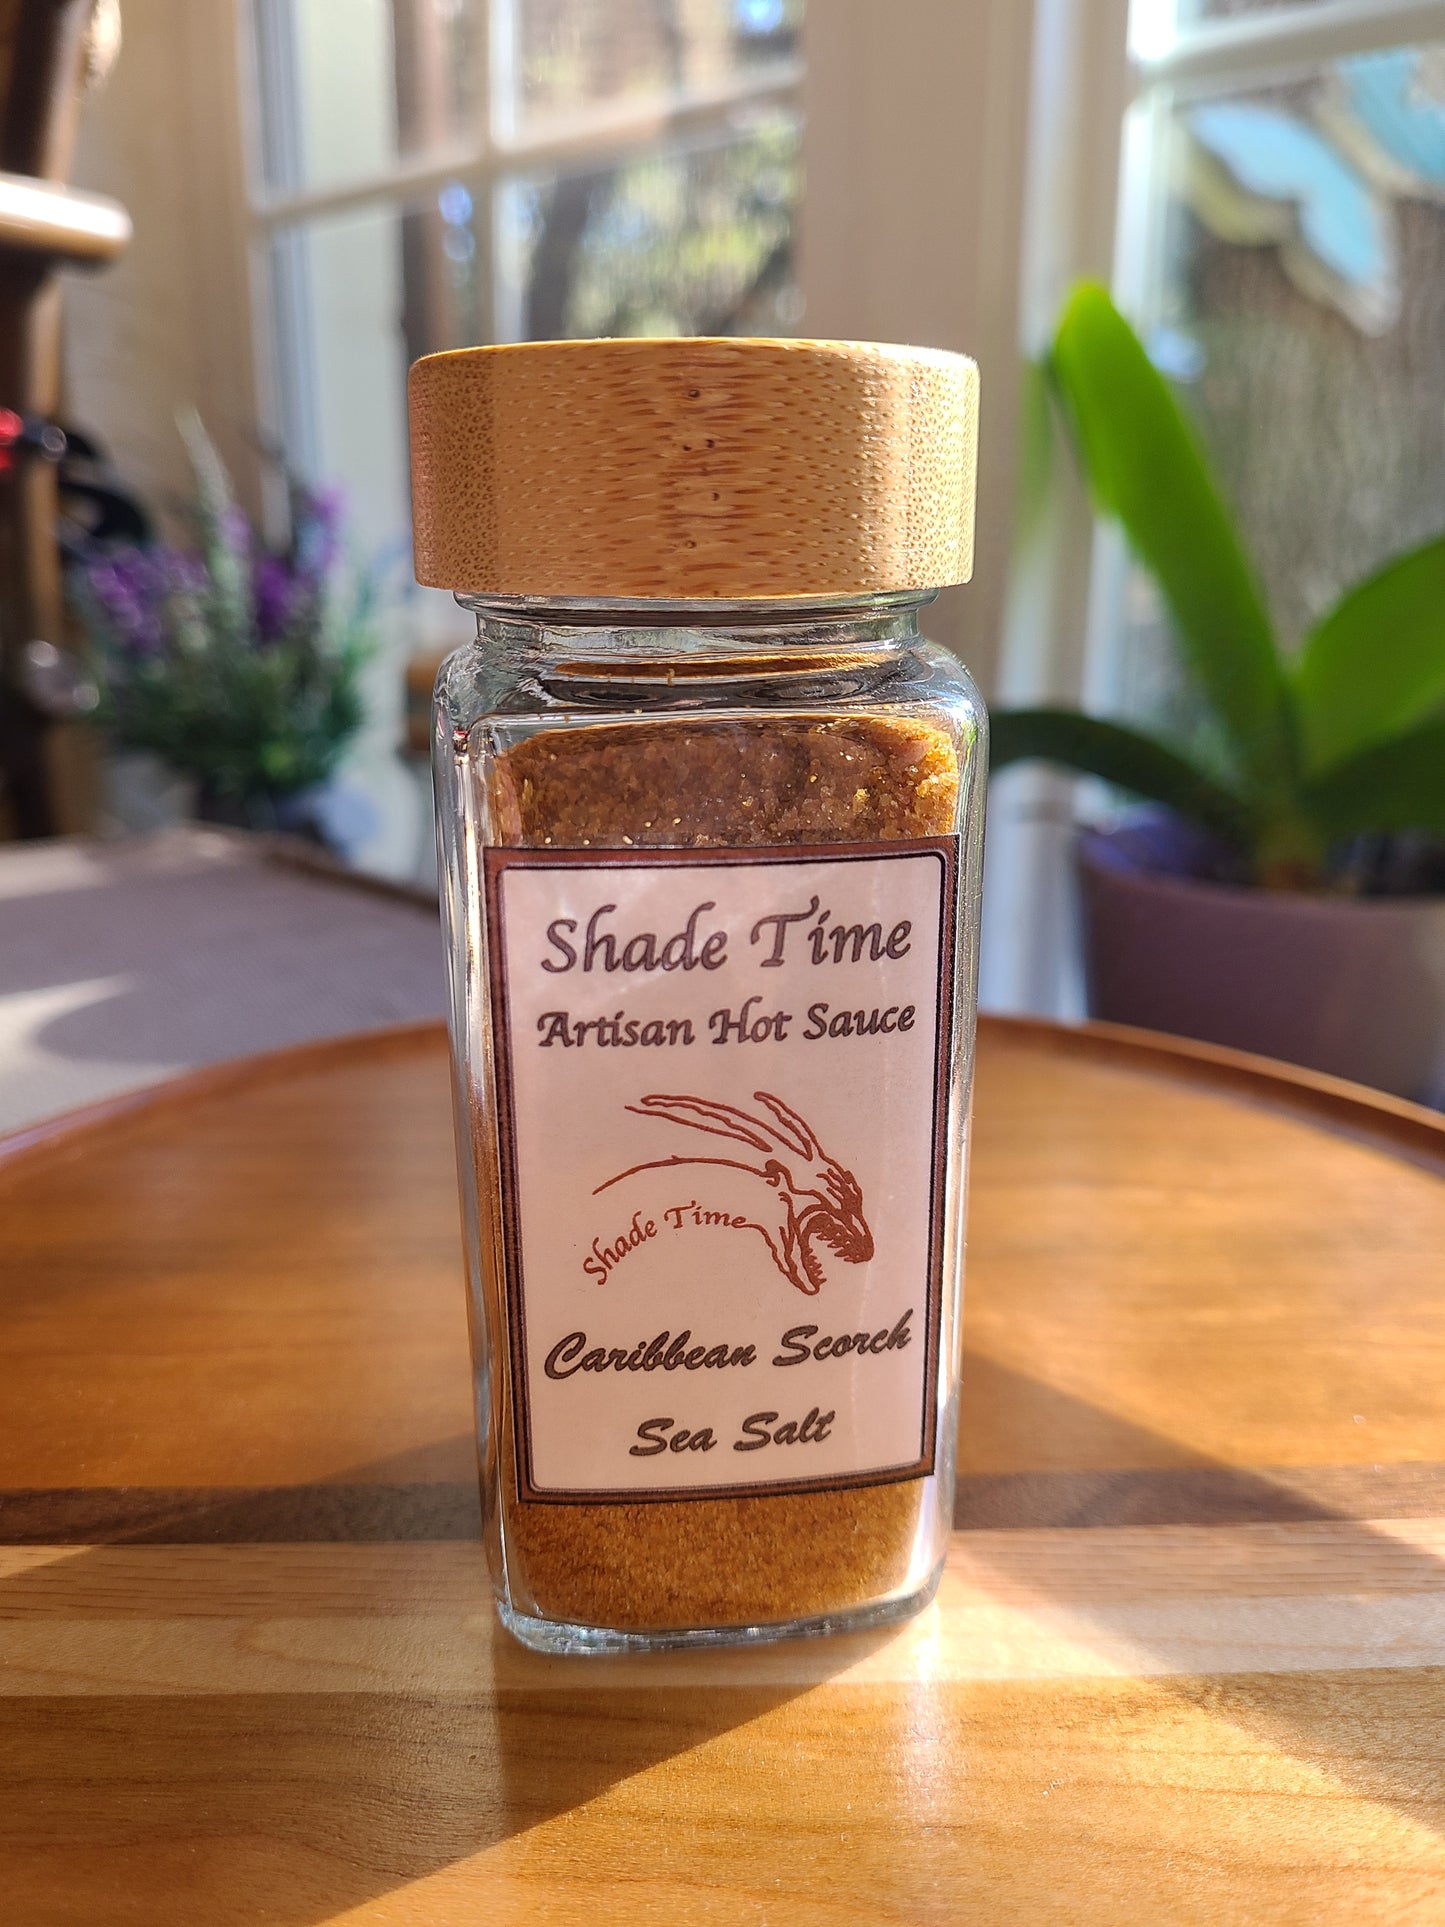 Shade Time
Artisan Hot Sauce
Shade Time
Caribbean Scorch
Sea Salt